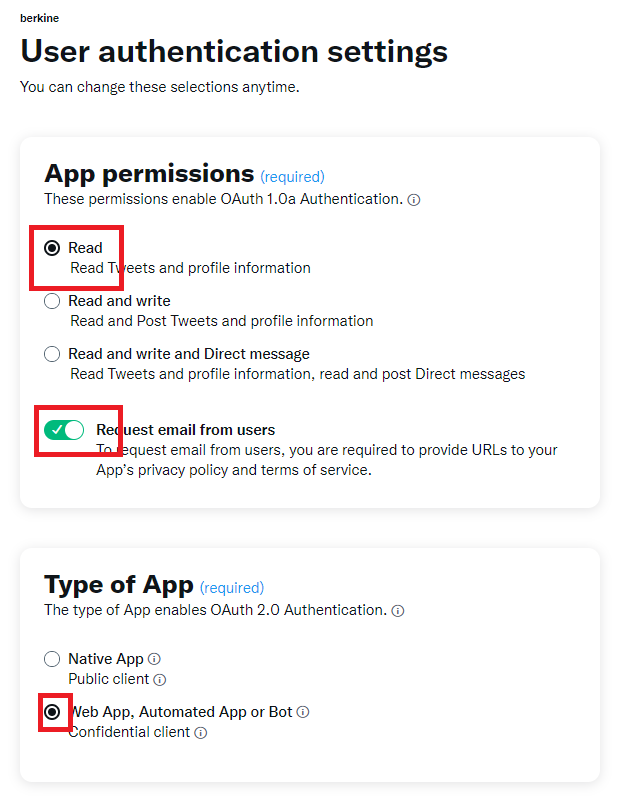 berkine
User authentication settings
You can change these selections anytime.
App permissions (required)
These permissions enable OAuth 1.0a Authentication.
Read
Read Tweets and profile information
Read and write
Read and Post Tweets and profile information
Read and write and Direct message
Read Tweets and profile information, read and post Direct messages
Request email from users
To request email from users, you are required to provide URLs to your
App's privacy policy and terms of service.
Type of App (required)
The type of App enables OAuth 2.0 Authentication.
Native App
Public client
Web App, Automated App or Bot
Confidential client